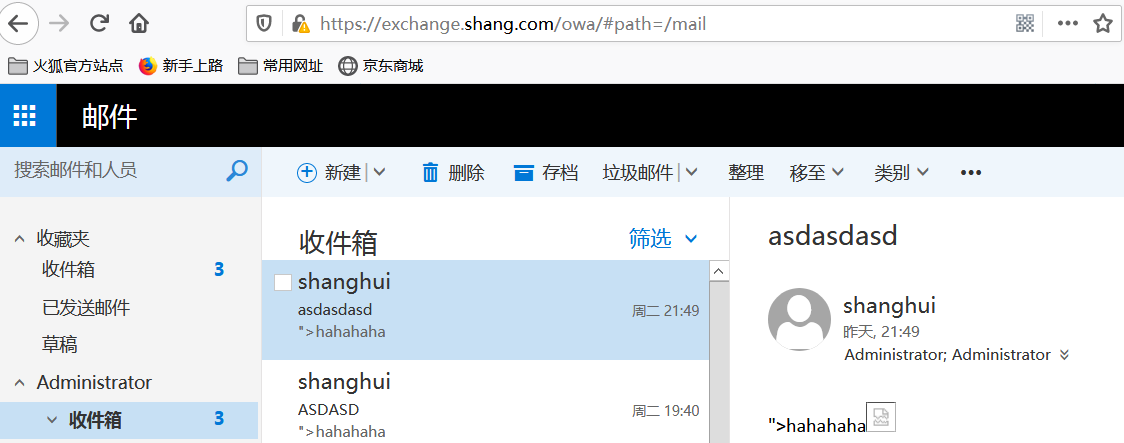 https://exchange.shang.com/owa/#path=/mail
火狐官方站点 新手上路 常用网址 京东商城
邮件
搜索邮件和人员
新建 删除 存档 垃圾邮件 整理 移至 类别
收藏夹
收件箱 3
已发送邮件
草稿
Administrator
收件箱 3
收件箱 筛选
shanghui
asdasdasd 周二 21:49
">hahahaha
shanghui
ASDASD 周二 19:40
">hahahaha
asdasdasd
shanghui
昨天, 21:49
Administrator; Administrator
">hahahaha